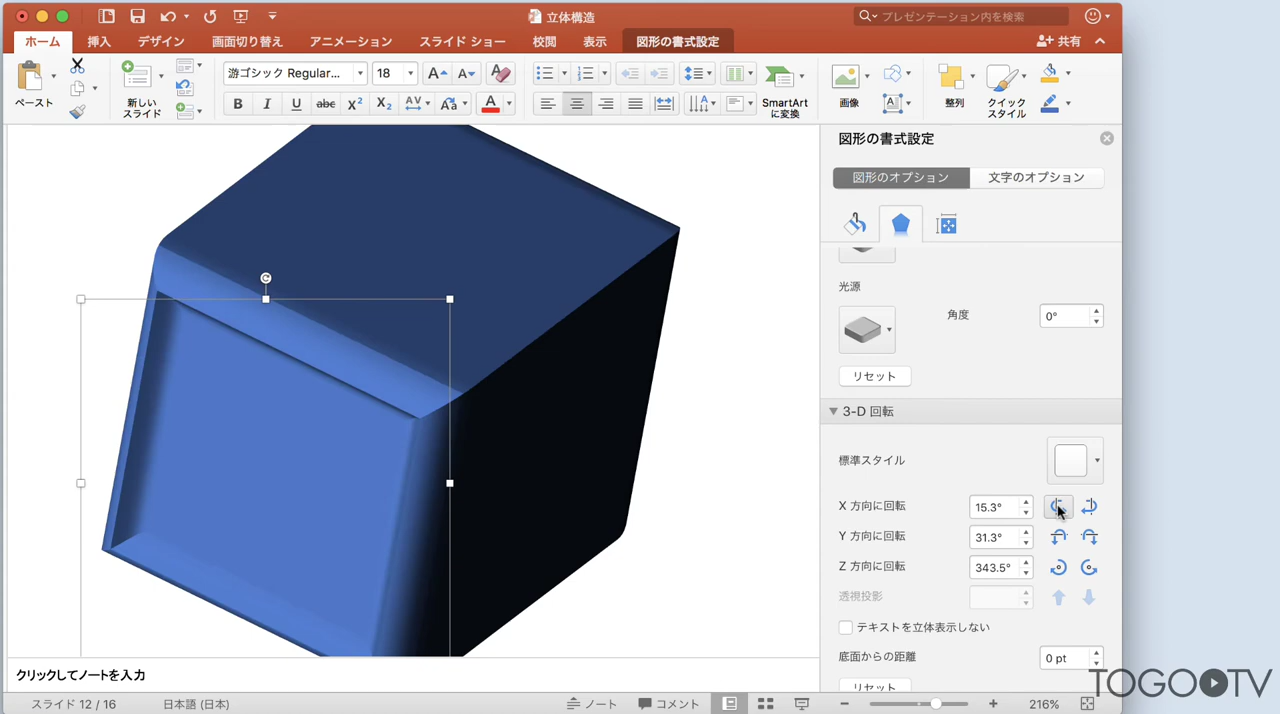 立体構造
プレゼンテーション内を検索
ホーム 挿入 デザイン 画面切り替え アニメーション スライド ショー 校閲 表示 図形の書式設定 共有
ペースト
新しい
スライド
游ゴシック Regular... 18
B I U abc X² X₂ AV Aa A
SmartArt
に変換
画像
整列
クイック
スタイル
図形の書式設定
図形のオプション 文字のオプション
光源
角度 0°
リセット
3-D 回転
標準スタイル
X 方向に回転 15.3°
Y 方向に回転 31.3°
Z 方向に回転 343.5°
透視投影
テキストを立体表示しない
底面からの距離 0 pt
リセット
クリックしてノートを入力
スライド 12 / 16 日本語 (日本) ノート コメント 216%
TOGO TV